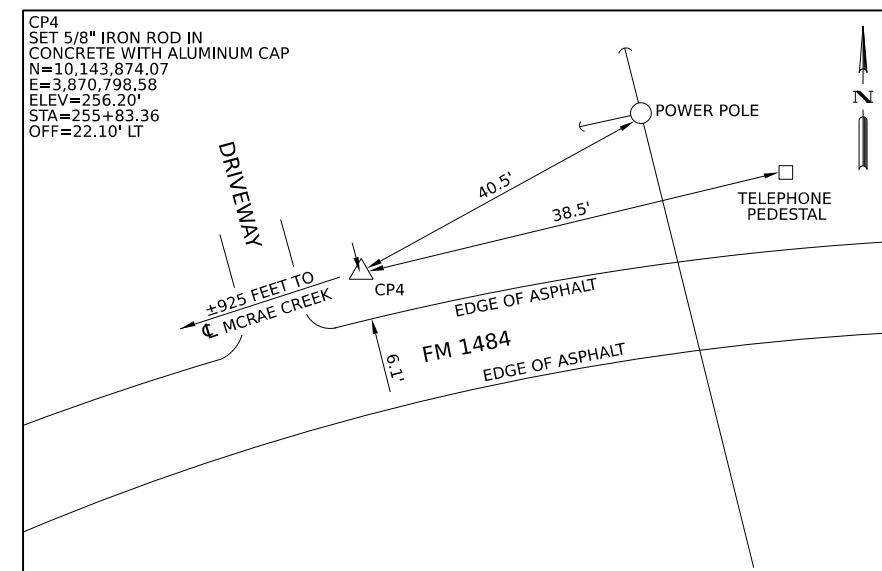 CP4
SET 5/8" IRON ROD IN
CONCRETE WITH ALUMINUM CAP
N=10,143,874.07
E=3,870,798.58
ELEV=256.20'
STA=255+83.36
OFF=22.10' LT
N
POWER POLE
DRIVEWAY
40.5'
38.5'
TELEPHONE
PEDESTAL
±925 FEET TO
℄ MCRAE CREEK
CP4
EDGE OF ASPHALT
FM 1484
6.1'
EDGE OF ASPHALT